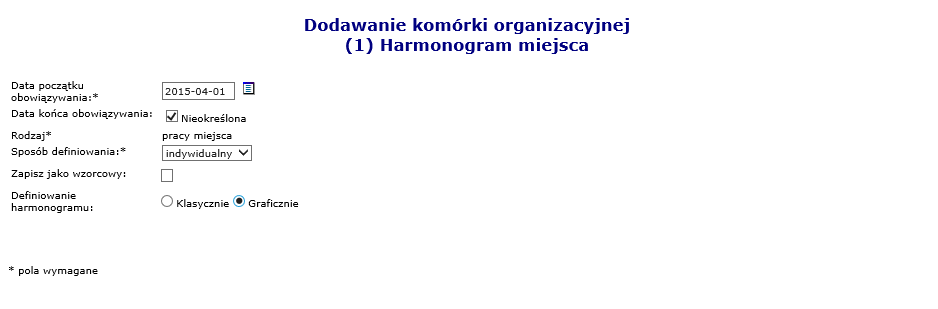 Dodawanie komórki organizacyjnej
(1) Harmonogram miejsca
Data początku
obowiązywania:*
2015-04-01
Data końca obowiązywania:
Nieokreślona
Rodzaj*
pracy miejsca
Sposób definiowania:*
indywidualny
Zapisz jako wzorcowy:
Definiowanie
harmonogramu:
Klasycznie Graficznie
* pola wymagane